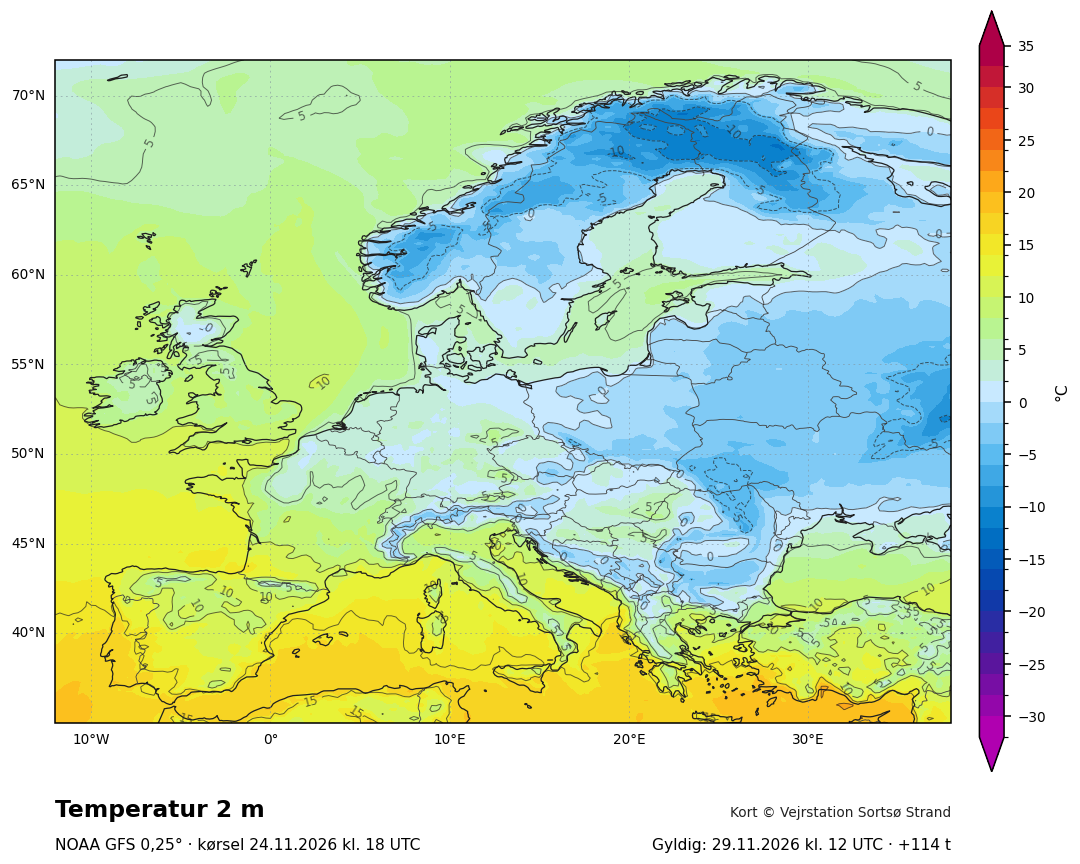 70°N
65°N
60°N
55°N
50°N
45°N
40°N
10°W
0°
10°E
20°E
30°E
35
30
25
20
15
10
5
0
−5
−10
−15
−20
−25
−30
°C
Temperatur 2 m
Kort © Vejrstation Sortsø Strand
NOAA GFS 0,25° · kørsel 24.11.2026 kl. 18 UTC
Gyldig: 29.11.2026 kl. 12 UTC · +114 t